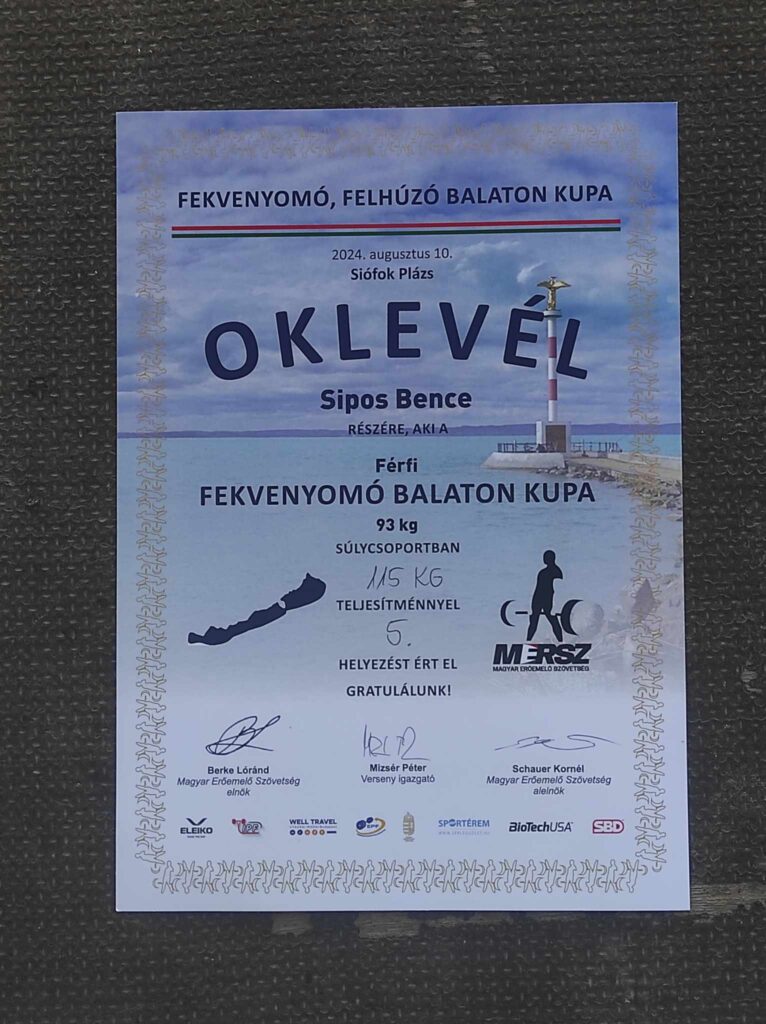 FEKVENYOMÓ, FELHÚZÓ BALATON KUPA
2024. augusztus 10.
Siófok Plázs
OKLEVÉL
Sipos Bence
RÉSZÉRE, AKI A
Férfi
FEKVENYOMÓ BALATON KUPA
93 kg
SÚLYCSOPORTBAN
115 KG
TELJESÍTMÉNNYEL
5.
HELYEZÉST ÉRT EL
GRATULÁLUNK!
MERSZ
MAGYAR ERŐEMELŐ SZÖVETSÉG
Berke Lóránd
Magyar Erőemelő Szövetség
elnök
Mizsér Péter
Verseny igazgató
Schauer Kornél
Magyar Erőemelő Szövetség
alelnök
ELEIKO
WELL TRAVEL
EPF
SPORTÉREM
BioTechUSA
SBD